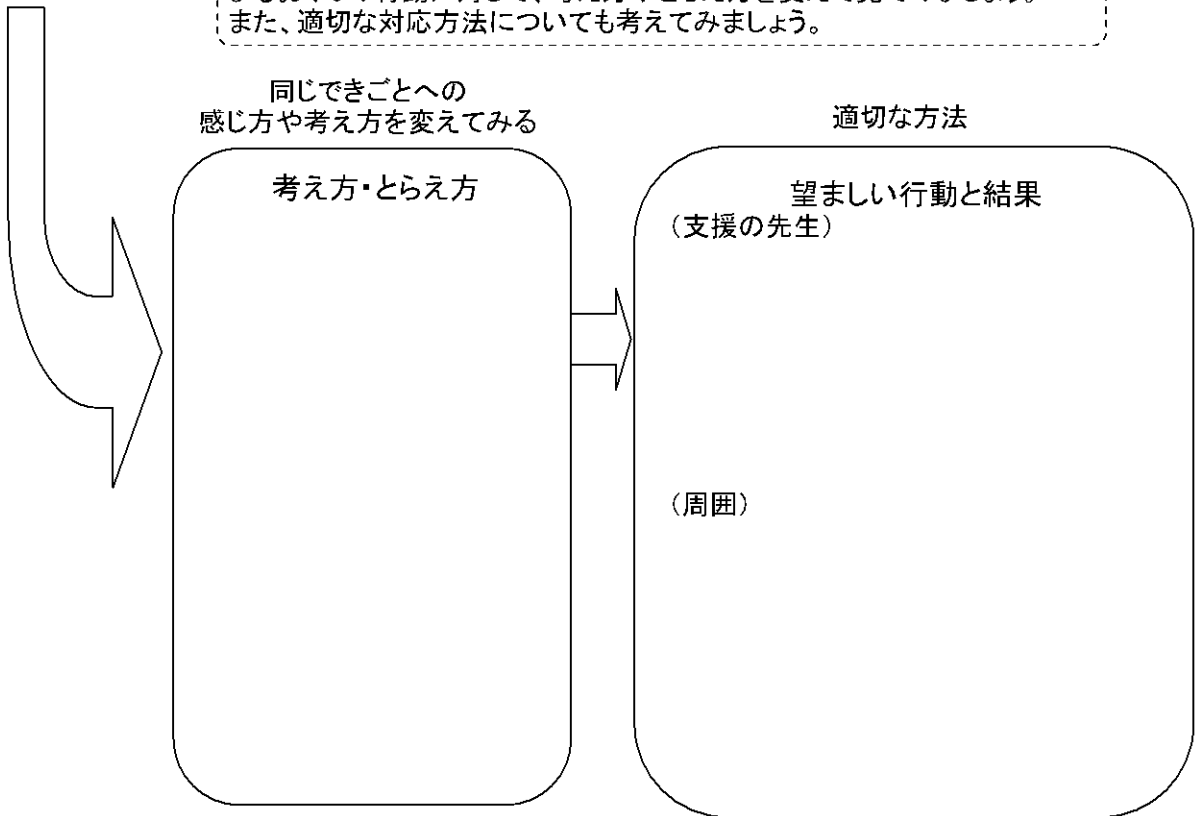 また、適切な対応方法についても考えてみましょう。
同じできごとへの
感じ方や考え方を変えてみる
適切な方法
考え方・とらえ方
望ましい行動と結果
(支援の先生)
(周囲)